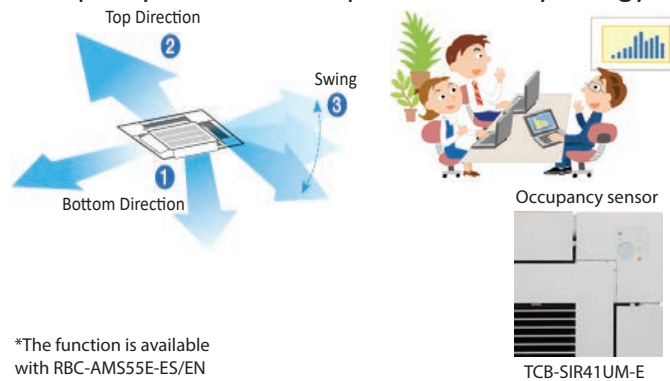 Top Direction
2
Swing
3
1
Bottom Direction
Occupancy sensor
*The function is available
with RBC-AMS55E-ES/EN
TCB-SIR41UM-E